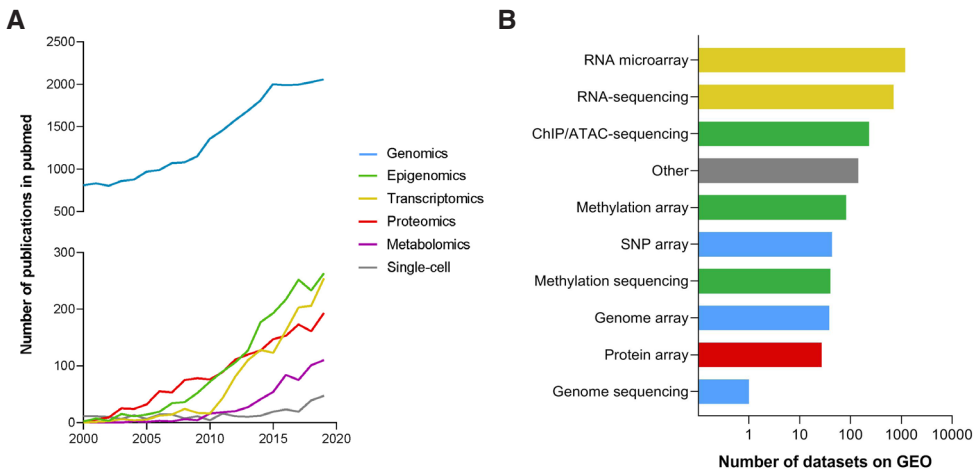 A
Number of publications in pubmed
2500
2000
1500
1000
500
300
200
100
0
2000
2005
2010
2015
2020
Genomics
Epigenomics
Transcriptomics
Proteomics
Metabolomics
Single-cell
B
RNA microarray
RNA-sequencing
ChIP/ATAC-sequencing
Other
Methylation array
SNP array
Methylation sequencing
Genome array
Protein array
Genome sequencing
1
10
100
1000
10000
Number of datasets on GEO